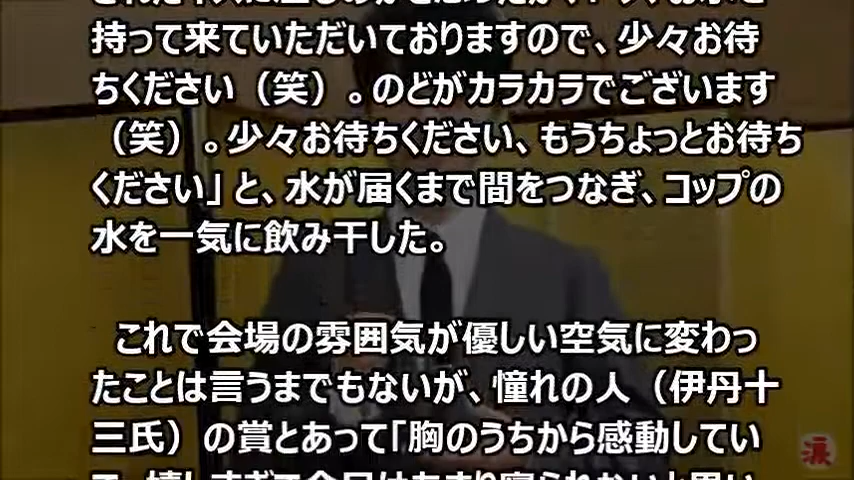 持って来ていただいておりますので、少々お待
ちください（笑）。のどがカラカラでございます
（笑）。少々お待ちください、もうちょっとお待ち
ください」と、水が届くまで間をつなぎ、コップの
水を一気に飲み干した。
これで会場の雰囲気が優しい空気に変わっ
たことは言うまでもないが、憧れの人（伊丹十
三氏）の賞とあって「胸のうちから感動してい
涙